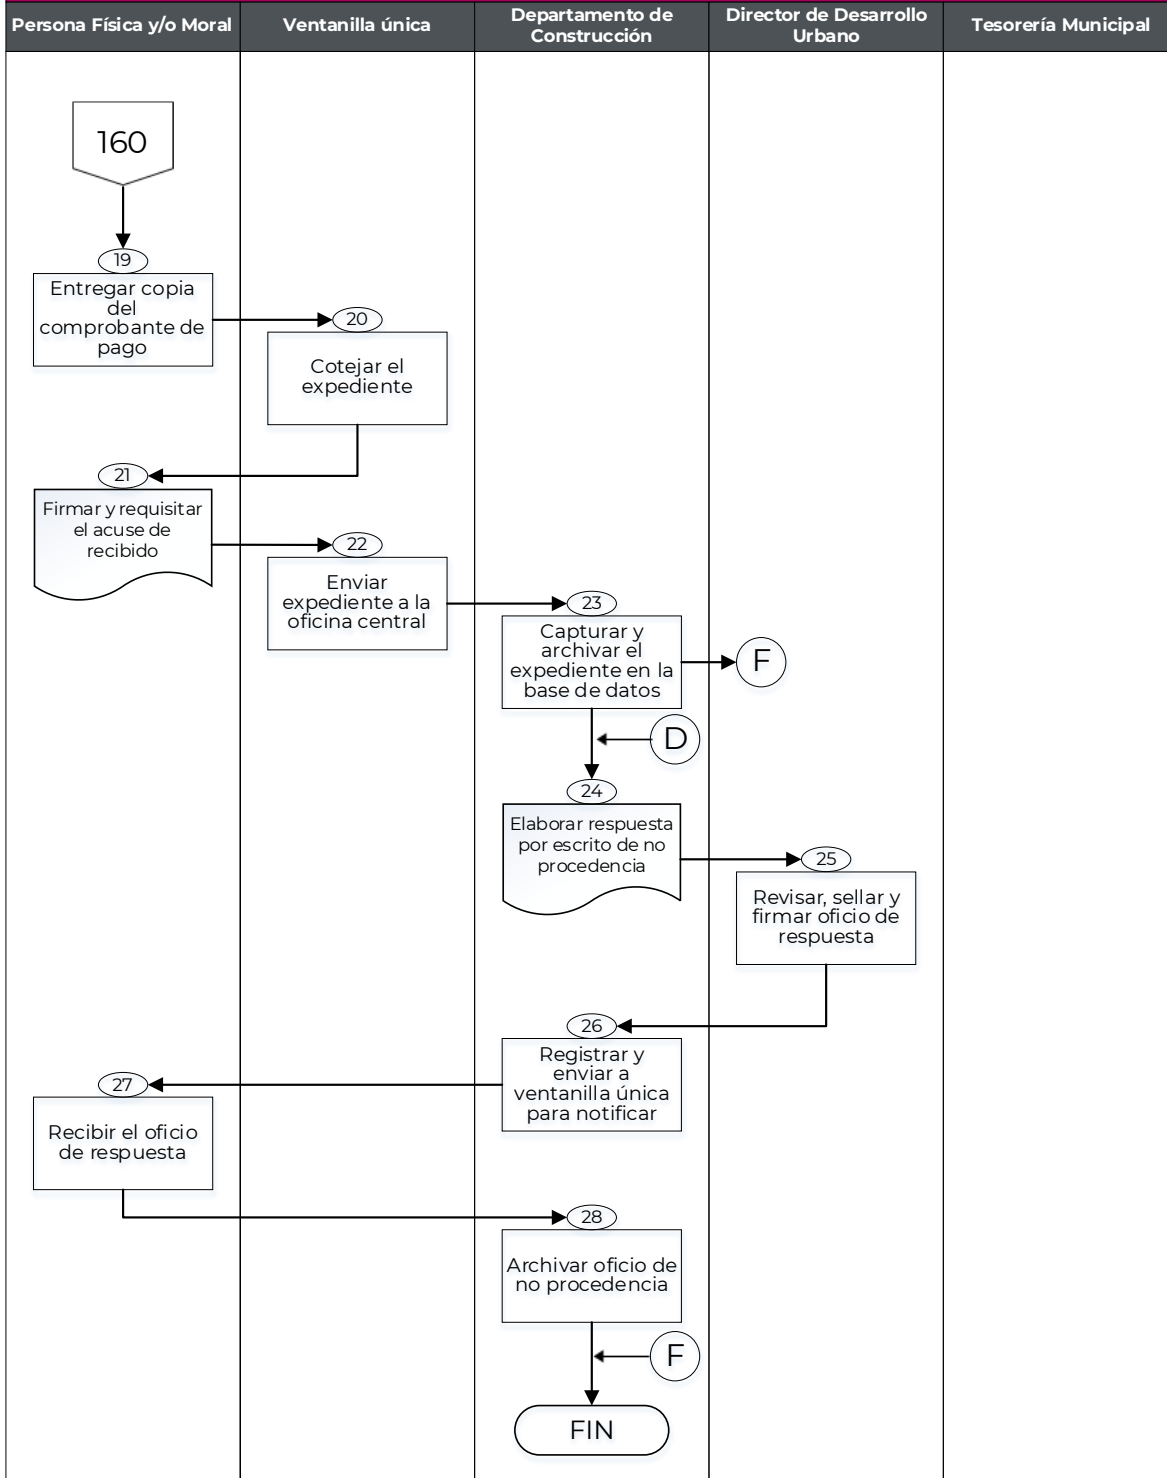 Persona Física y/o Moral
Ventanilla única
Departamento de
Construcción
Director de Desarrollo
Urbano
Tesorería Municipal
160
19
Entregar copia
del
comprobante de
pago
20
Cotejar el
expediente
21
Firmar y requisitar
el acuse de
recibido
22
Enviar
expediente a la
oficina central
23
Capturar y
archivar el
expediente en la
base de datos
F
D
24
Elaborar respuesta
por escrito de no
procedencia
25
Revisar, sellar y
firmar oficio de
respuesta
26
Registrar y
enviar a
ventanilla única
para notificar
27
Recibir el oficio
de respuesta
28
Archivar oficio de
no procedencia
F
FIN